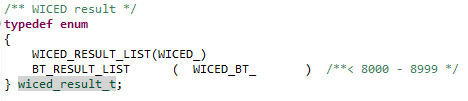 /** WICED result */
typedef enum
{
    WICED_RESULT_LIST(WICED_)
    BT_RESULT_LIST      (  WICED_BT_       )  /**< 8000 - 8999 */
} wiced_result_t;